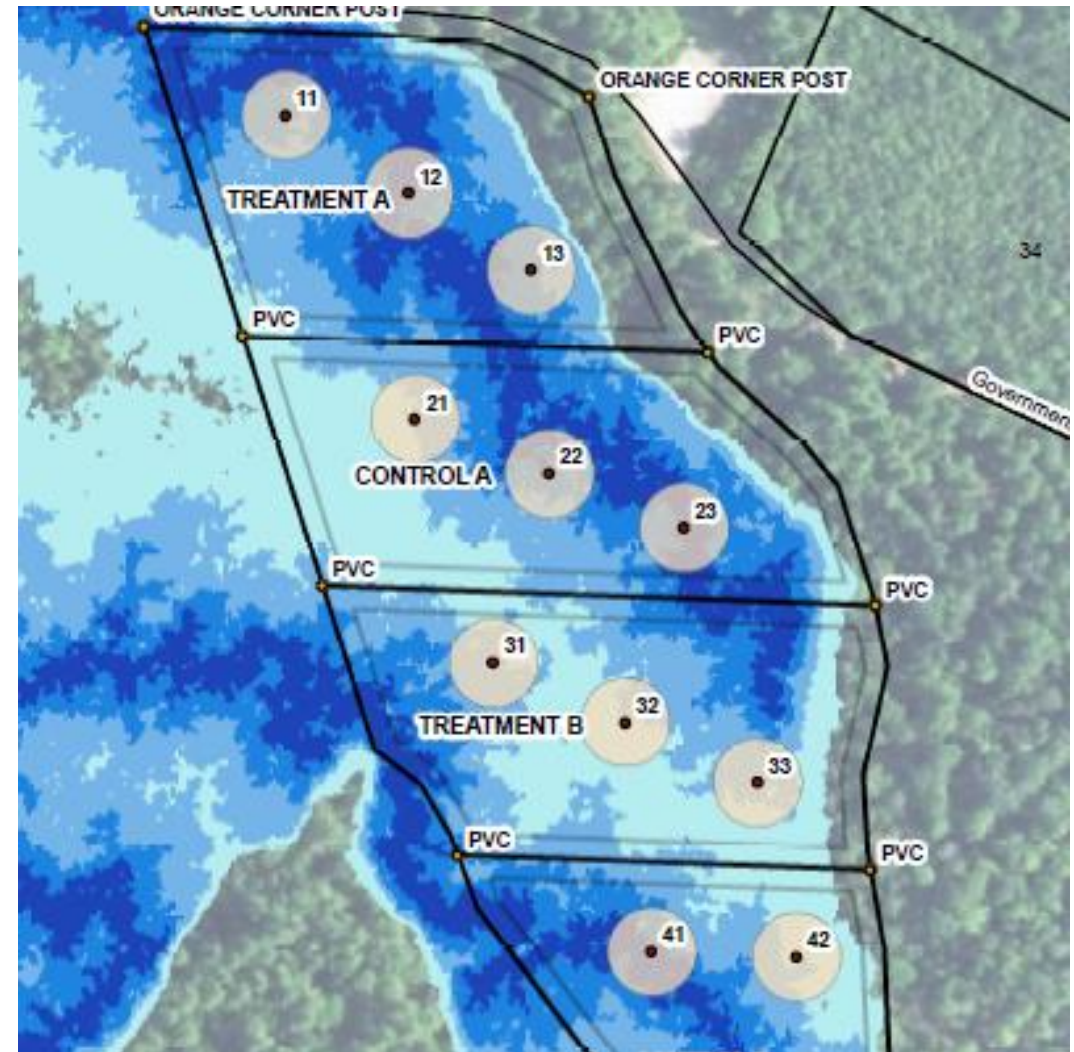 ORANGE CORNER POST
ORANGE CORNER POST
11
12
TREATMENT A
13
34
PVC
PVC
Government
21
22
CONTROL A
23
PVC
PVC
31
32
TREATMENT B
33
PVC
PVC
41
42